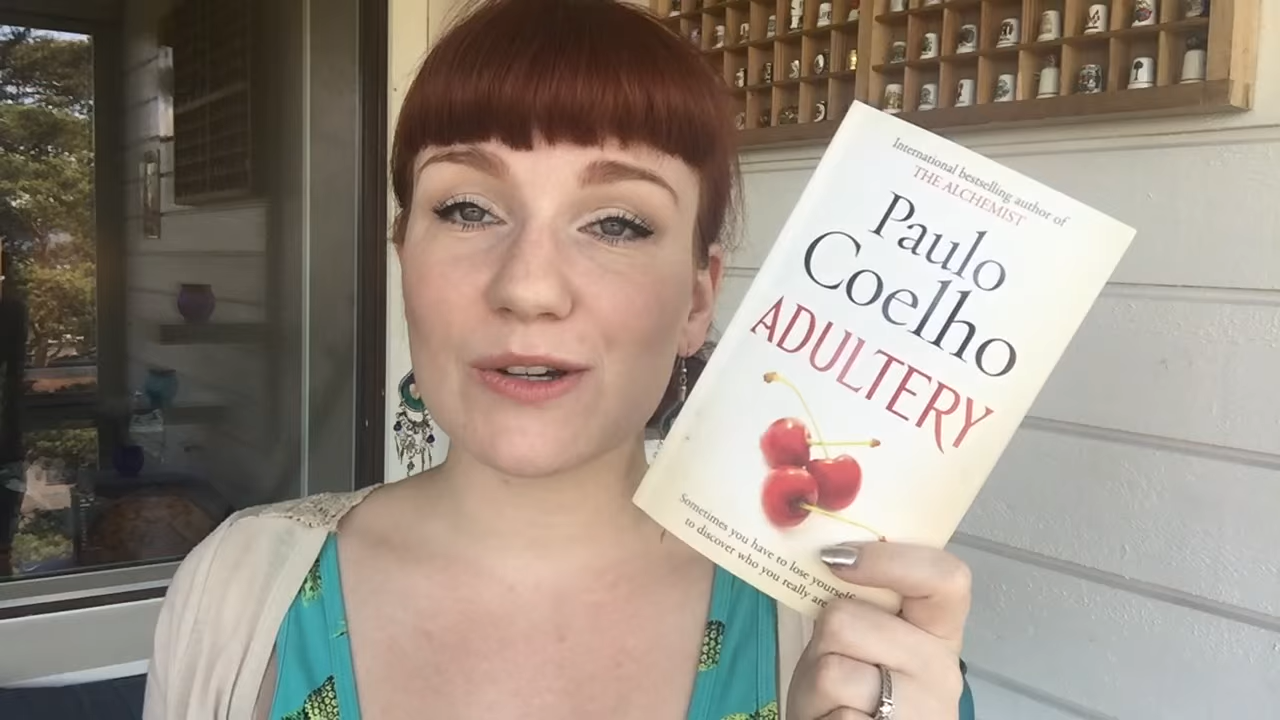 International bestselling author of
THE ALCHEMIST
Paulo
Coelho
ADULTERY
Sometimes you have to lose yourself
to discover who you really are